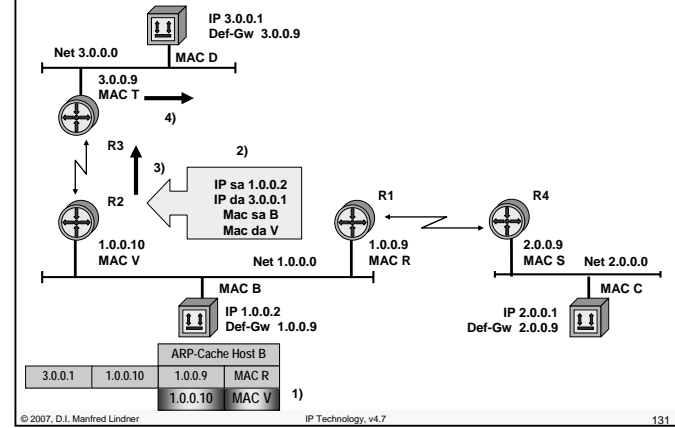 IP 3.0.0.1
Def-Gw 3.0.0.9
Net 3.0.0.0
MAC D
3.0.0.9
MAC T
4)
R3
3)
2)
R2
IP sa 1.0.0.2
IP da 3.0.0.1
Mac sa B
Mac da V
R1
R4
1.0.0.10
MAC V
Net 1.0.0.0
1.0.0.9
MAC R
2.0.0.9
MAC S
Net 2.0.0.0
MAC B
MAC C
IP 1.0.0.2
Def-Gw 1.0.0.9
IP 2.0.0.1
Def-Gw 2.0.0.9
ARP-Cache Host B
3.0.0.1 1.0.0.10 1.0.0.9 MAC R
1.0.0.10 MAC V 1)
© 2007, D.I. Manfred Lindner IP Technology, v4.7 131